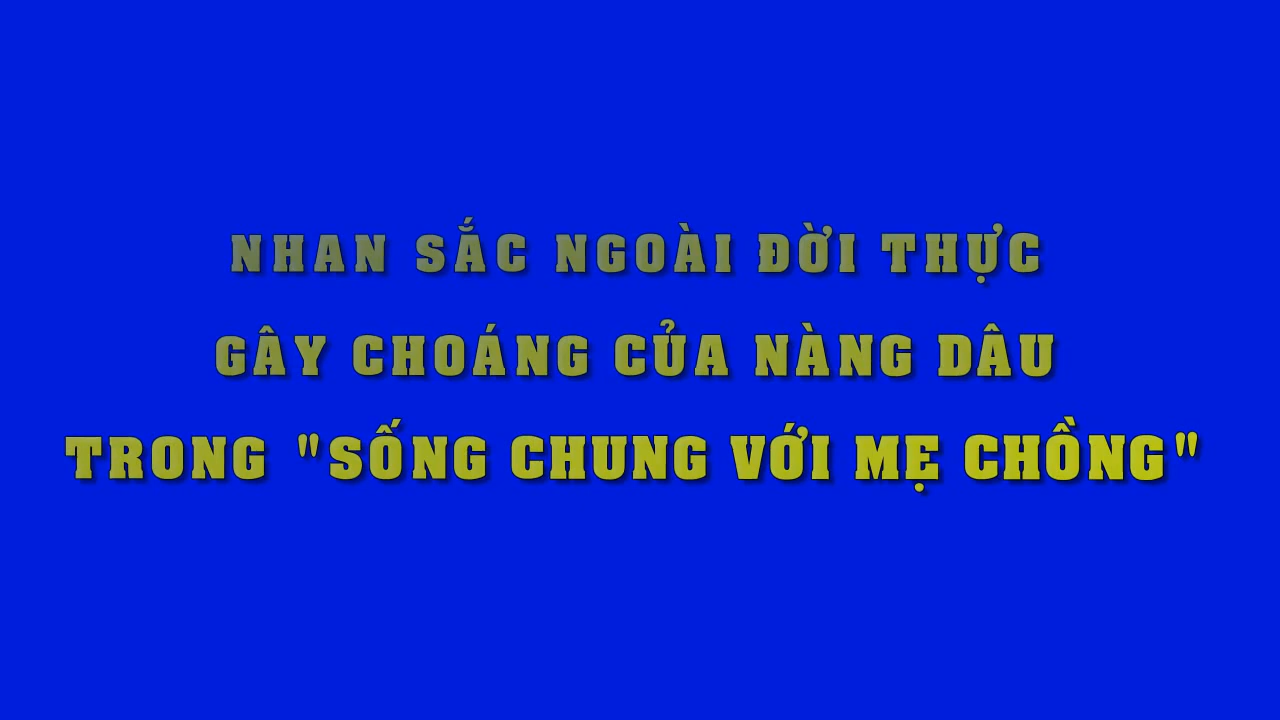 NHAN SẮC NGOÀI ĐỜI THỰC
GÂY CHOÁNG CỦA NÀNG DÂU
TRONG "SỐNG CHUNG VỚI MẸ CHỒNG"